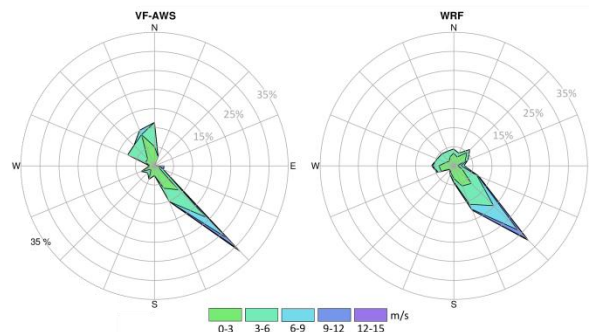 VF-AWS
WRF
N
N
35%
35%
25%
25%
15%
15%
W
E
W
35 %
S
S
m/s
0-3 3-6 6-9 9-12 12-15